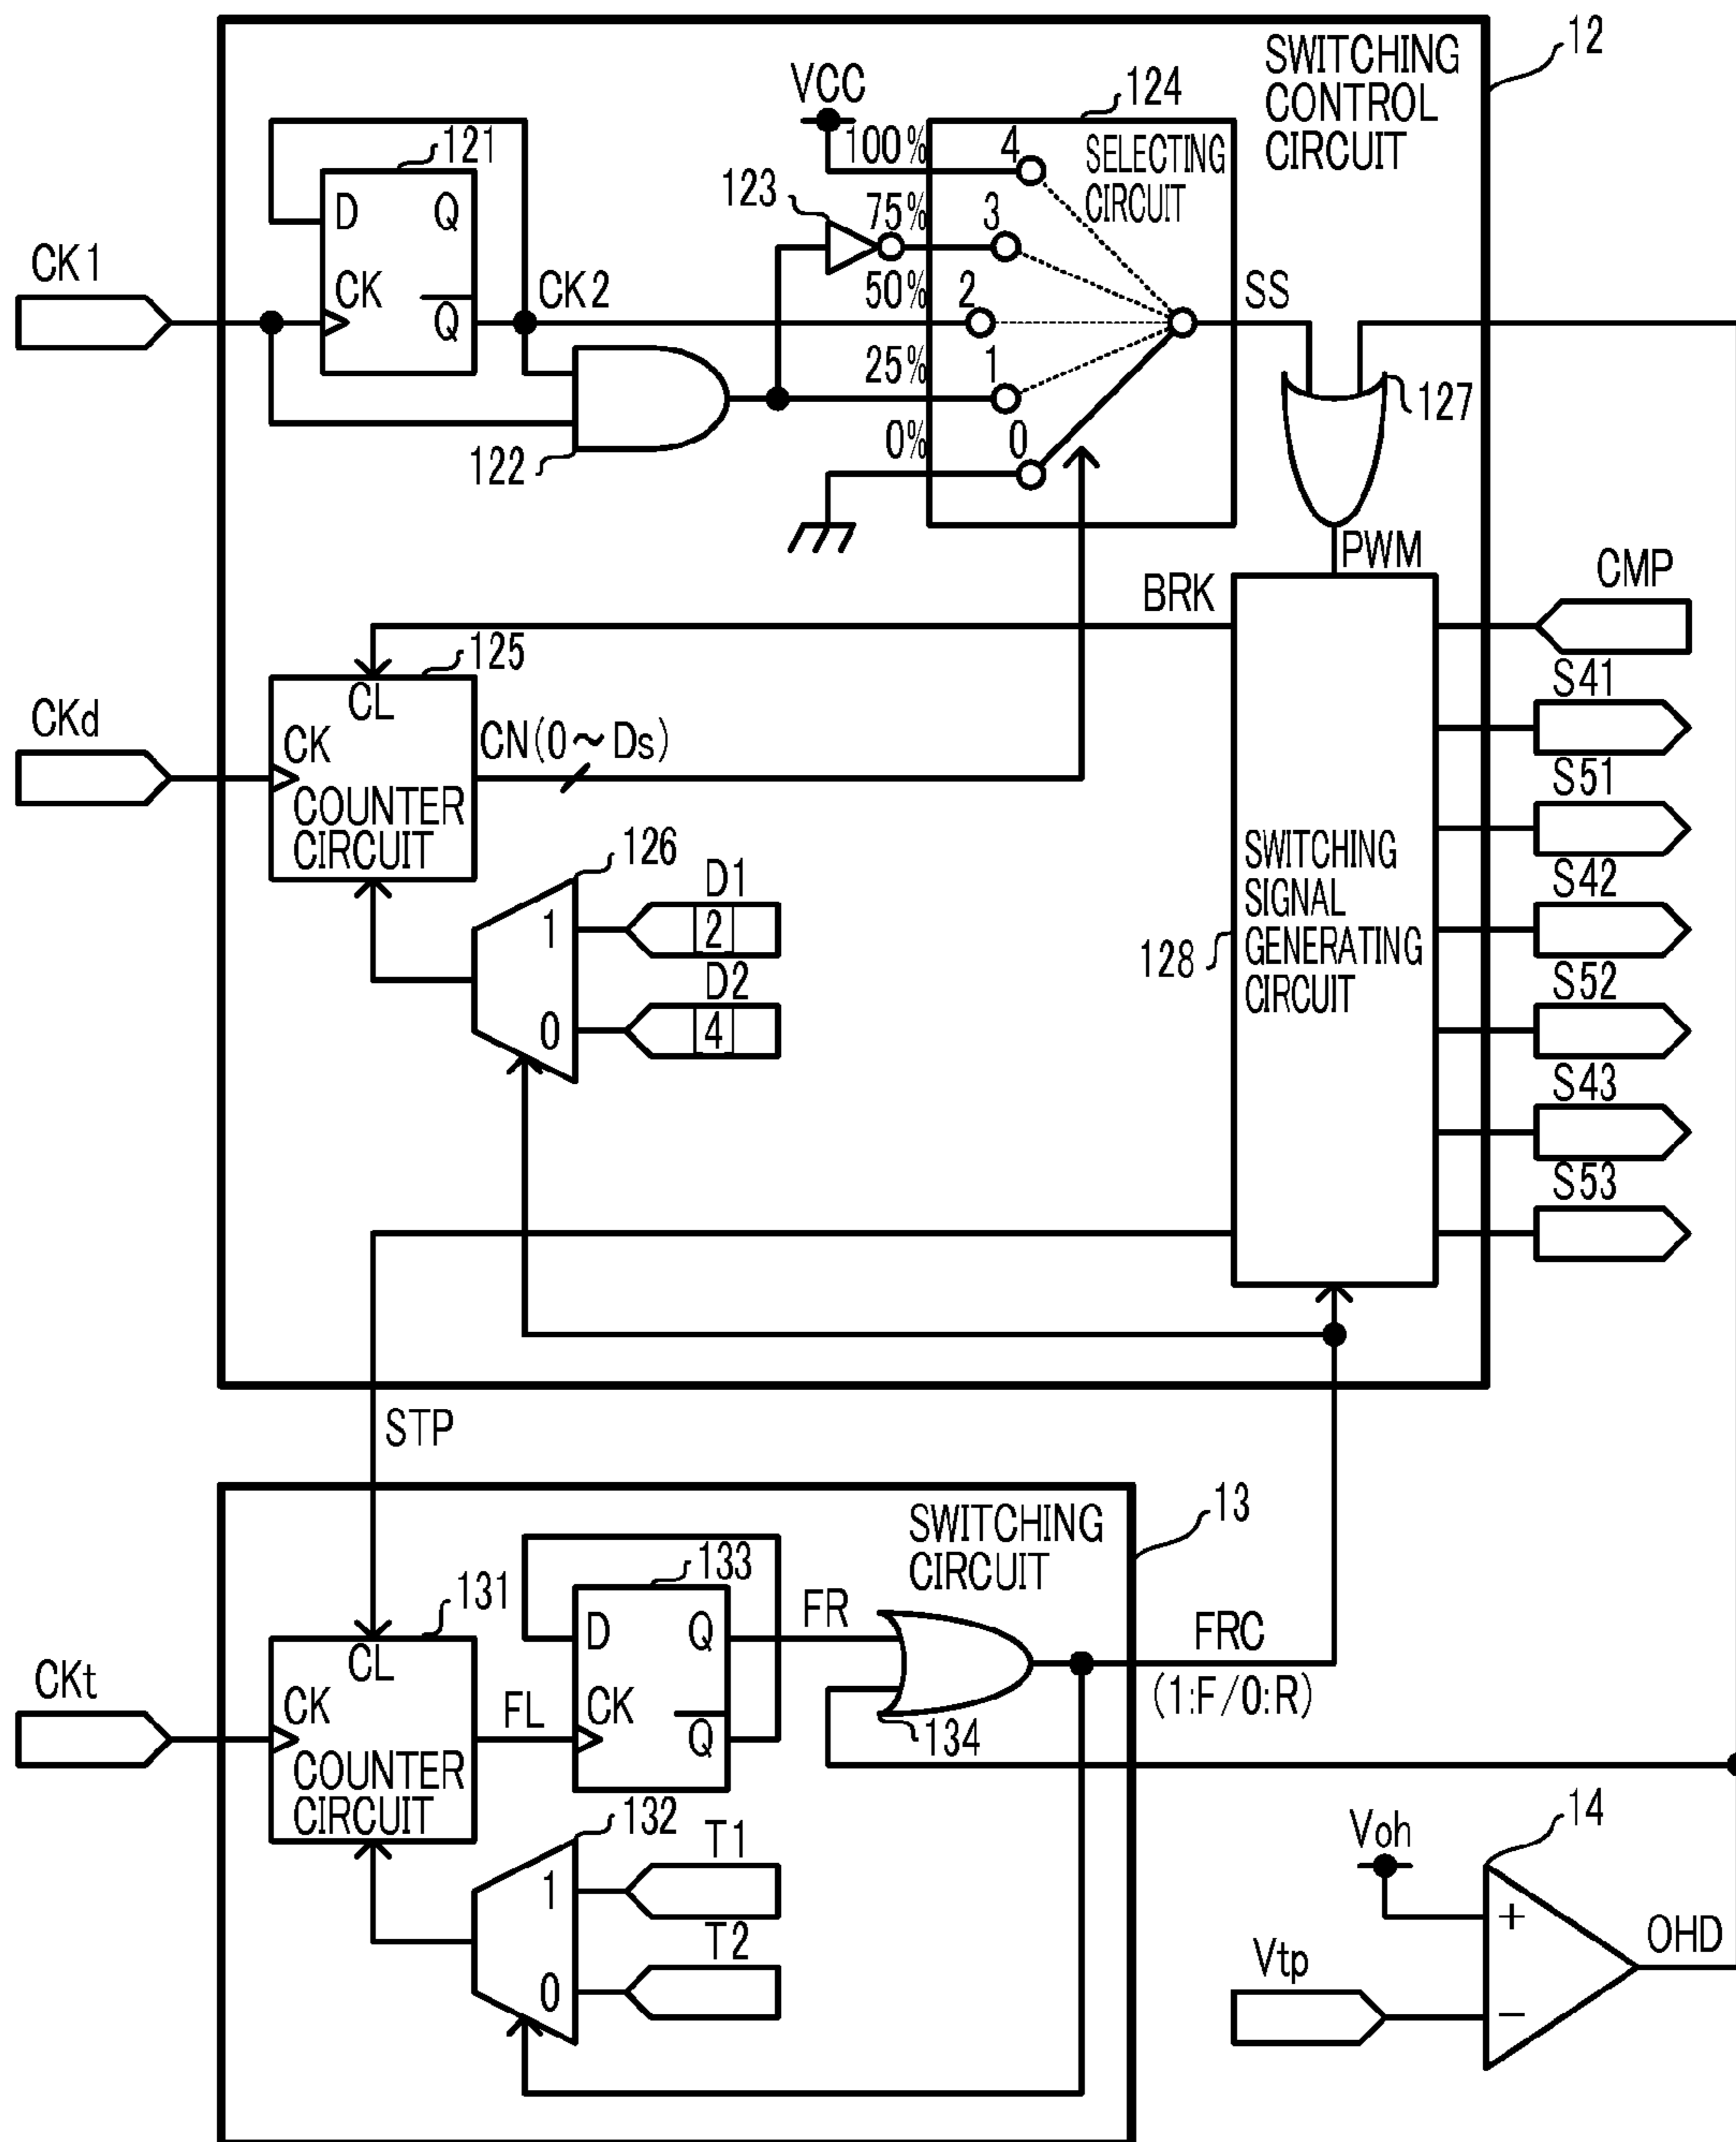 12
SWITCHING
CONTROL
CIRCUIT
VCC
124
100%
4
SELECTING
CIRCUIT
121
123
75%
3
D
Q
CK1
CK
Q
CK2
50%
2
SS
25%
1
127
0%
0
122
PWM
BRK
CMP
125
S41
CKd
CL
CK
CN(0~Ds)
S51
COUNTER
CIRCUIT
126
SWITCHING
SIGNAL
GENERATING
CIRCUIT
D1
1
2
S42
128
D2
0
4
S52
S43
S53
STP
13
SWITCHING
CIRCUIT
133
131
FR
D
Q
FRC
CKt
CL
CK
FL
CK
(1:F/0:R)
Q
134
COUNTER
CIRCUIT
132
14
T1
Voh
1
+
T2
OHD
Vtp
0
−